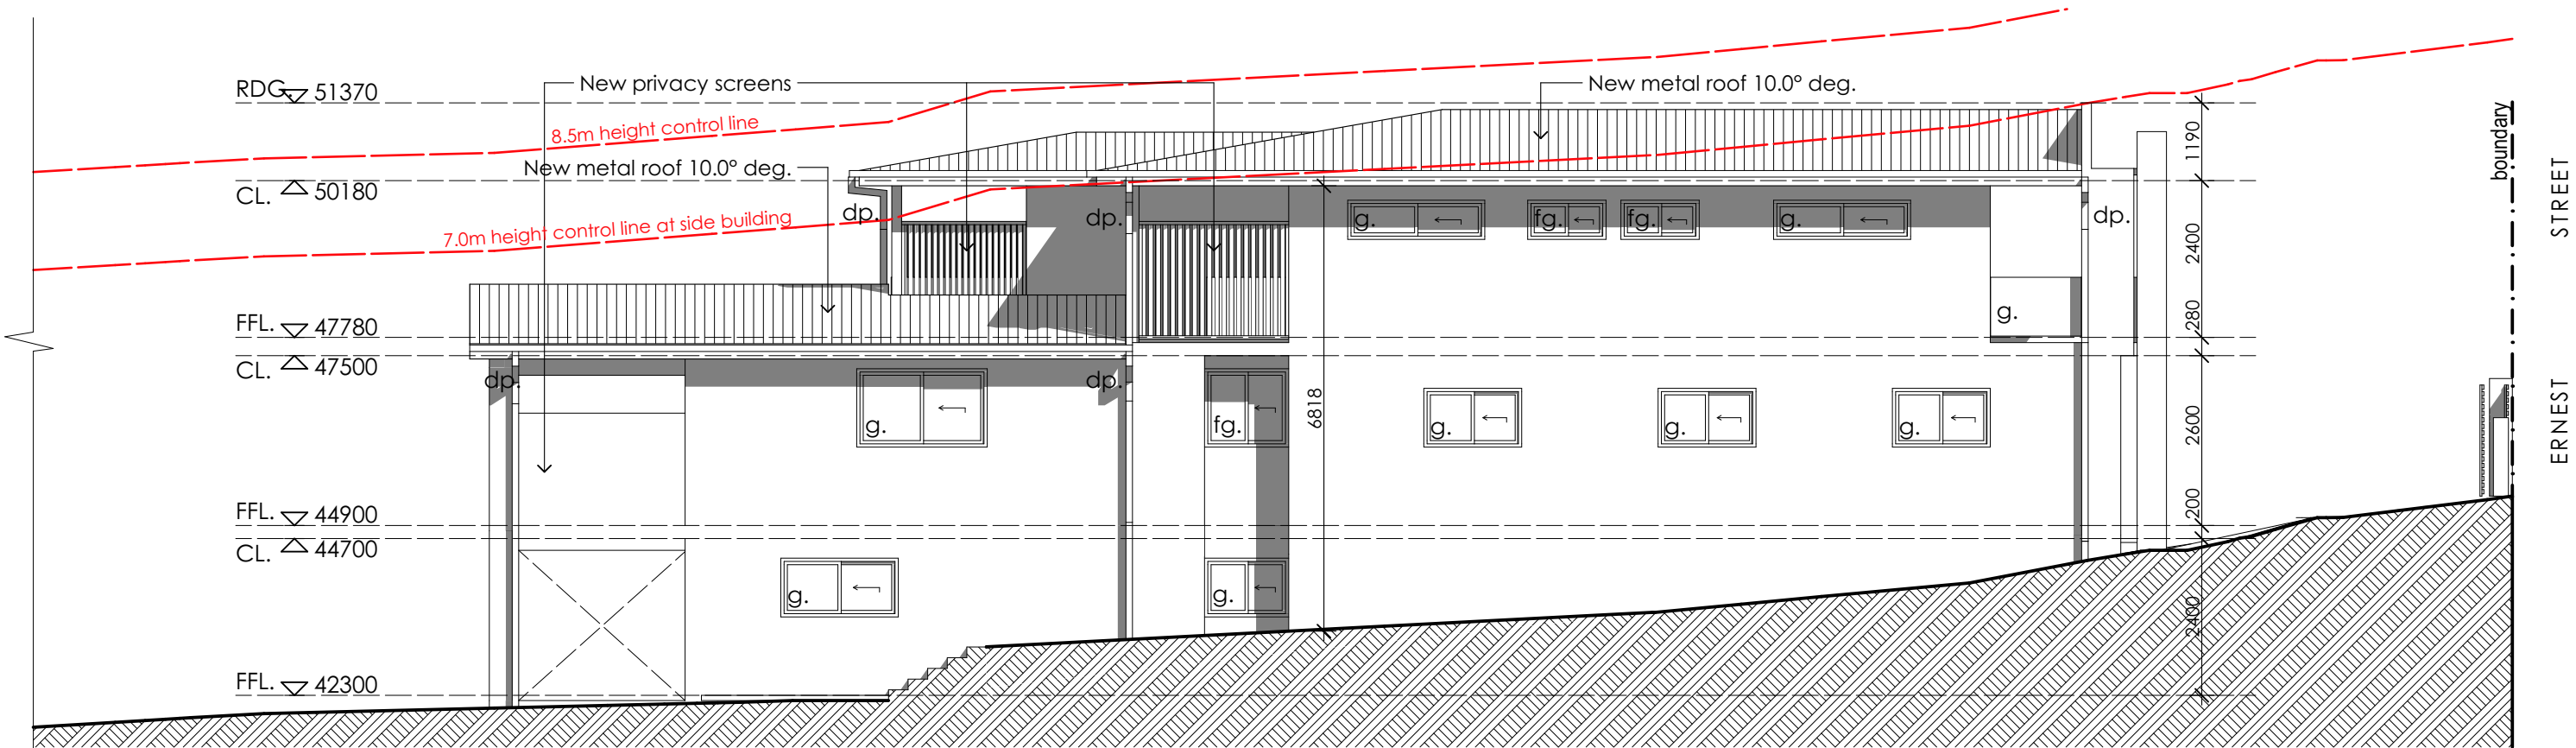 RDG. 51370
New privacy screens
New metal roof 10.0° deg.
boundary
8.5m height control line
1190
New metal roof 10.0° deg.
CL. 50180
STREET
dp.
dp.
g.
fg.
fg.
g.
dp.
7.0m height control line at side building
2400
g.
FFL. 47780
280
CL. 47500
dp.
dp.
ERNEST
6818
g.
fg.
g.
g.
g.
2600
FFL. 44900
200
CL. 44700
g.
g.
2400
FFL. 42300